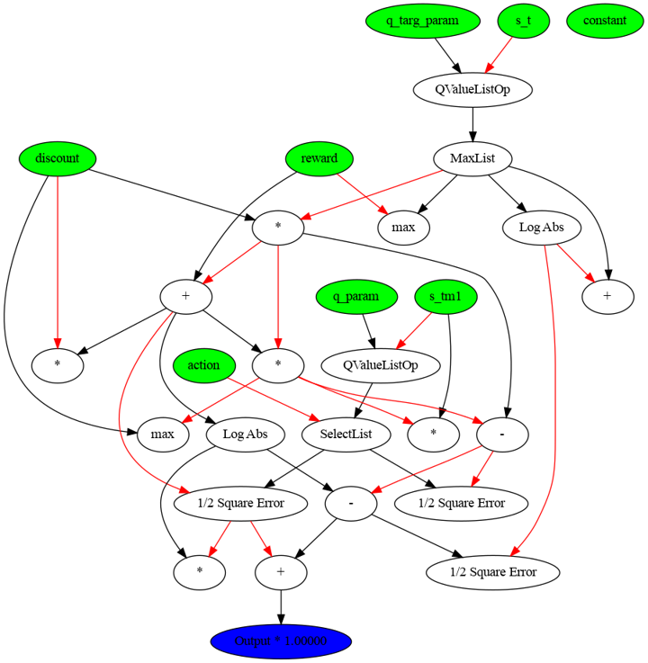 q_targ_param
s_t
constant
QValueListOp
discount
reward
MaxList
*
max
Log Abs
+
q_param
s_tm1
+
*
action
*
QValueListOp
max
Log Abs
SelectList
*
-
1/2 Square Error
-
1/2 Square Error
*
+
1/2 Square Error
Output * 1.00000